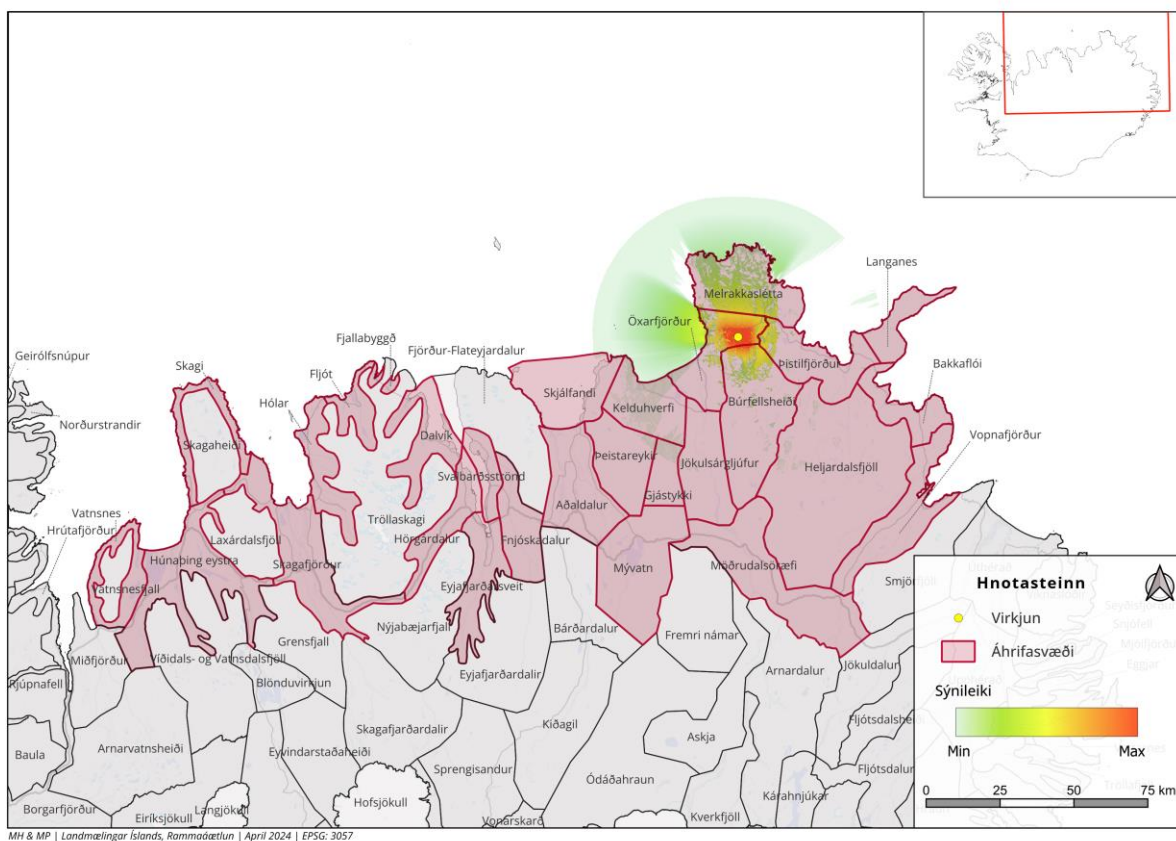 Langanes
Melrakkaslétta
Öxarfjörður
Fjallabyggð
Fjörður-Flateyjardalur
Geirólfsnúpur
Skagi
Fljót
Þistilfjörður
Bakkaflói
Skjálfandi
Kelduhverfi
Búrfellsheiði
Norðurstrandir
Hólar
Dalvík
Skagaheiði
Vopnafjörður
Þeistareykir
Jökulsárgljúfur
Heljardalsfjöll
Svalbarðsströnd
Gjástykki
Aðaldalur
Vatnsnes
Hrútafjörður
Tröllaskagi
Laxárdalsfjöll
Hörgárdalur
Fnjóskadalur
Húnaþing eystra
Skagafjörður
Mývatn
Möðrudalsöræfi
Vatnsnesfjall
Eyjafjarðarsveit
Smjörfjöll
Úthérað
Nýjabæjarfjall
Bárðardalur
Fremri námar
Grensfjall
Miðfjörður
Víðidals- og Vatnsdalsfjöll
Eyjafjarðardalir
Arnardalur
Jökuldalur
Rjúpnafell
Blönduvirkjun
Skagafjarðardalir
Kiðagil
Fljótsdalsheiði
Askja
Arnarvatnsheiði
Eyvindarstaðaheiði
Baula
Sprengisandur
Fljótsdalur
Ódáðahraun
Kárahnjúkar
Hofsjökull
Borgarfjörður
Langjökull
Eiríksjökull
Vonarskarð
Kverkfjöll
Hnotasteinn
Virkjun
Áhrifasvæði
Sýnileiki
Min Max
0 25 50 75 km
MH & MP | Landmælingar Íslands, Rammaáætlun | April 2024 | EPSG: 3057